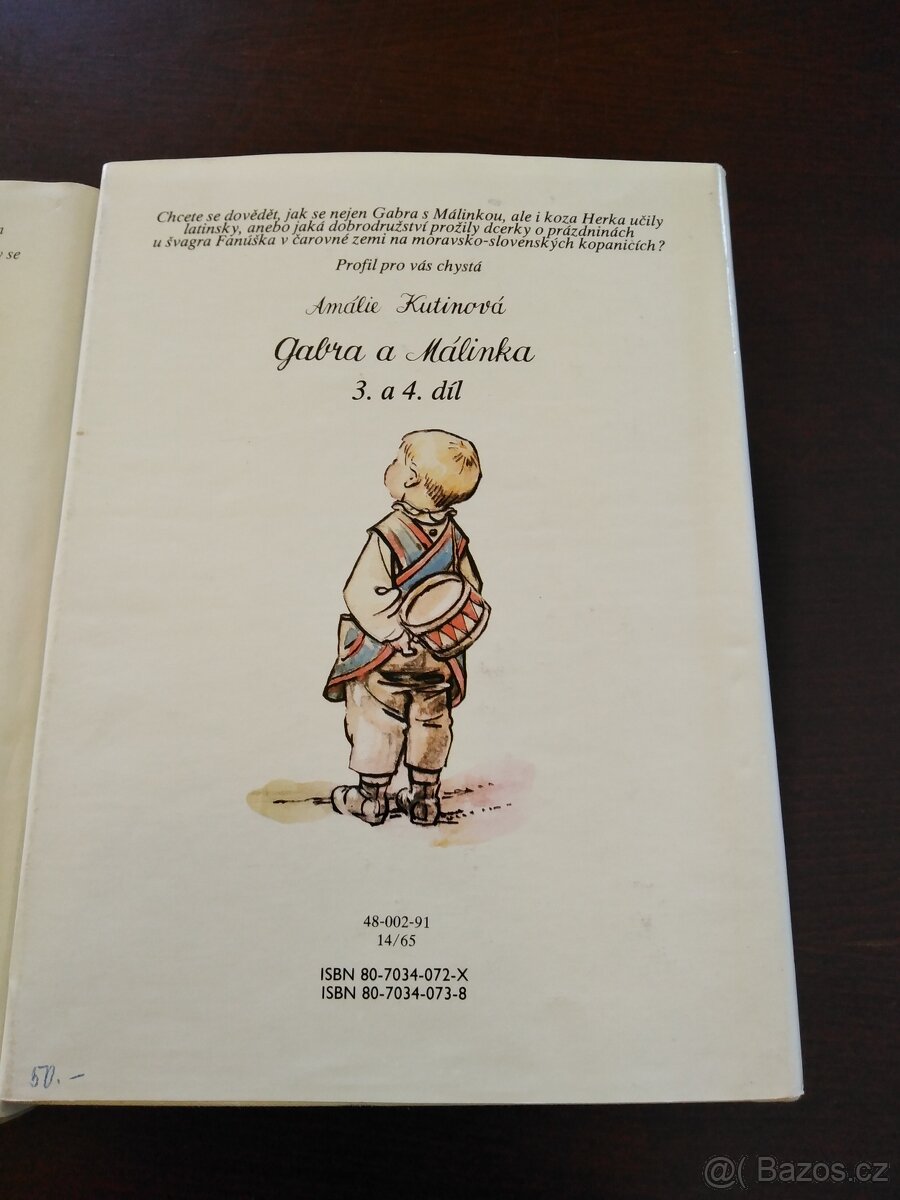 Chcete se dovědět, jak se nejen Gabra s Málinkou, ale i koza Herka učily
latinsky, anebo jaká dobrodružství prožily dcerky o prázdninách
u švagra Fanúška v čarovné zemi na moravsko-slovenských kopanicích?
Profil pro vás chystá
Amálie Kutinová
Gabra a Málinka
3. a 4. díl
48-002-91
14/65
ISBN 80-7034-072-X
ISBN 80-7034-073-8
50.-
se
@( Bazos.cz